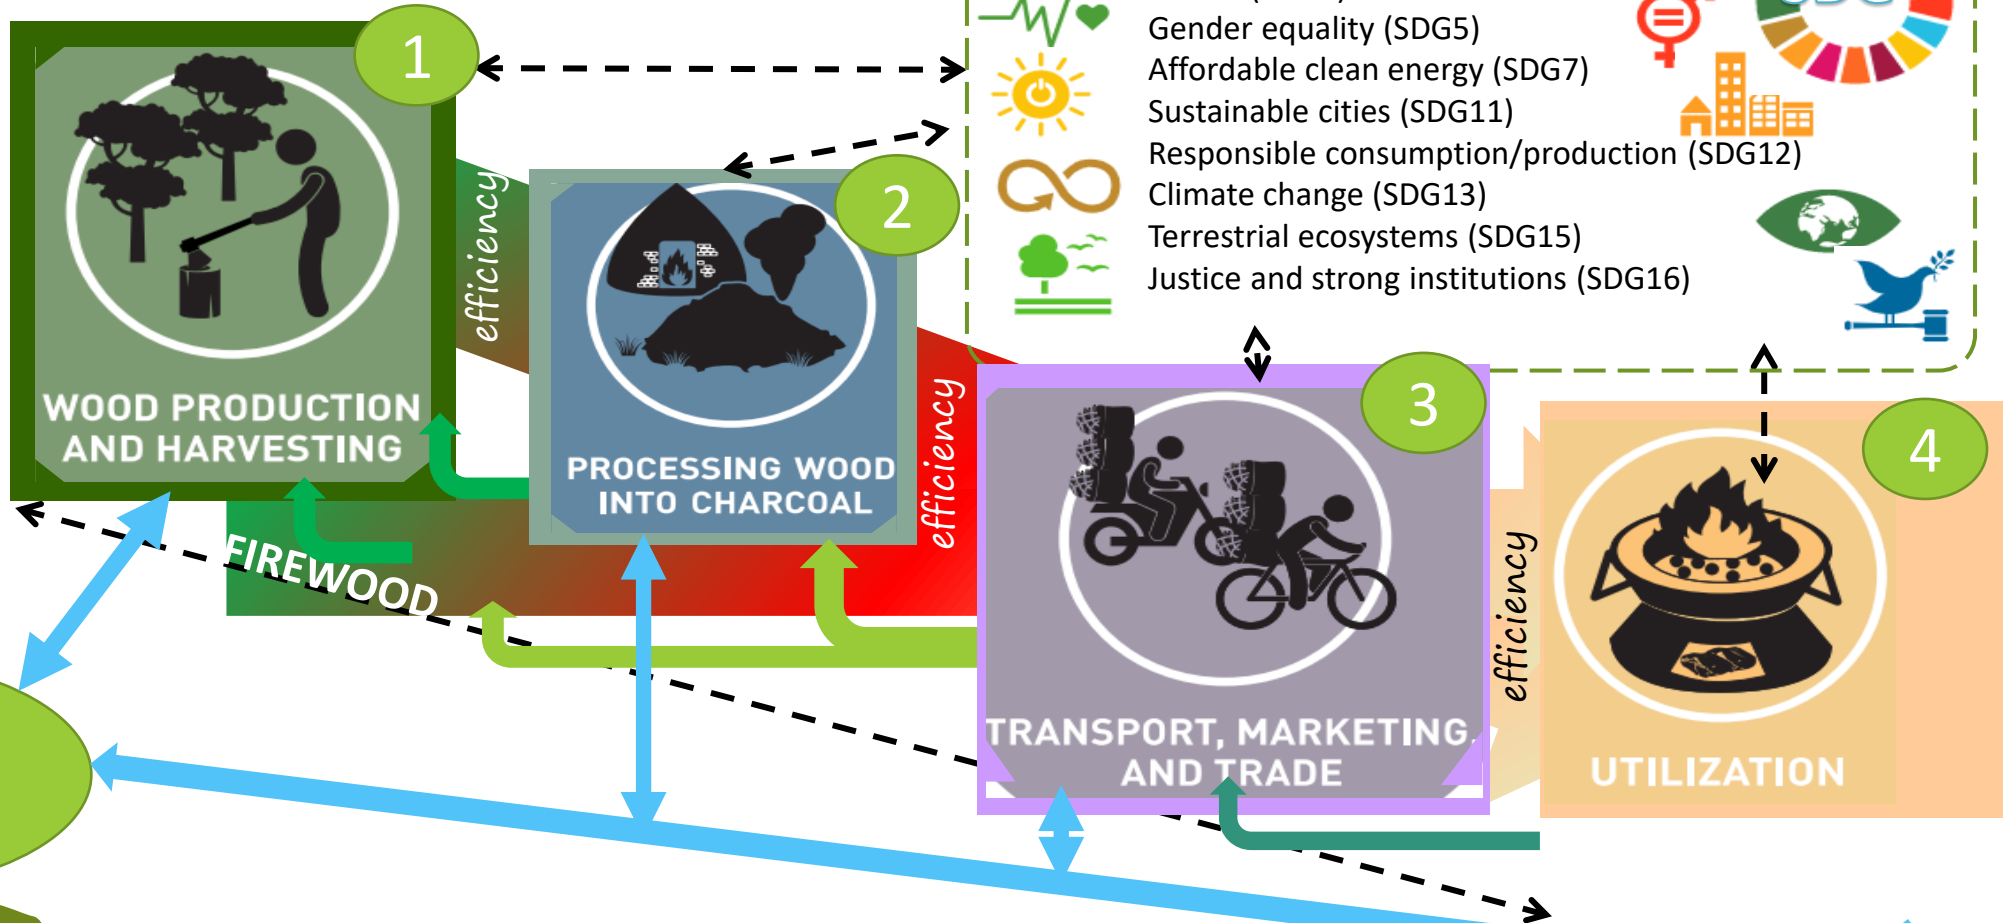 Gender equality (SDG5)
Affordable clean energy (SDG7)
Sustainable cities (SDG11)
Responsible consumption/production (SDG12)
Climate change (SDG13)
Terrestrial ecosystems (SDG15)
Justice and strong institutions (SDG16)
1
WOOD PRODUCTION
AND HARVESTING
efficiency
2
PROCESSING WOOD
INTO CHARCOAL
efficiency
FIREWOOD
3
TRANSPORT, MARKETING,
AND TRADE
efficiency
4
UTILIZATION